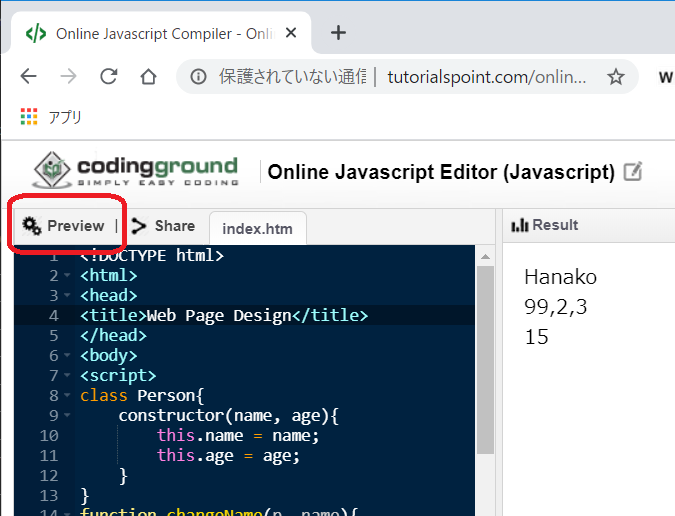 Online Javascript Compiler - Onli
保護されていない通信 | tutorialspoint.com/onlin...
アプリ
codingground
SIMPLY EASY CODING
Online Javascript Editor (Javascript)
Preview | Share index.htm
Result
1 <!DOCTYPE html>
2 <html>
3 <head>
4 <title>Web Page Design</title>
5 </head>
6 <body>
7 <script>
8 class Person{
9 constructor(name, age){
10 this.name = name;
11 this.age = age;
12 }
13 }
14 function changeName(p, name){
Hanako
99,2,3
15